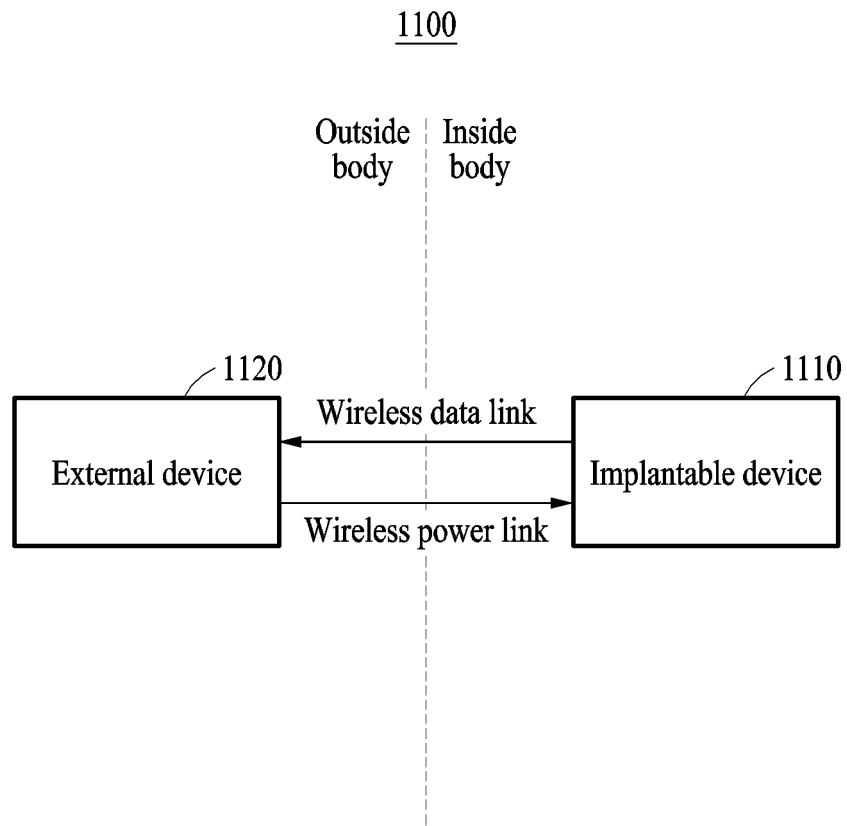 1100
Outside
body
Inside
body
1120
1110
Wireless data link
External device
Implantable device
Wireless power link